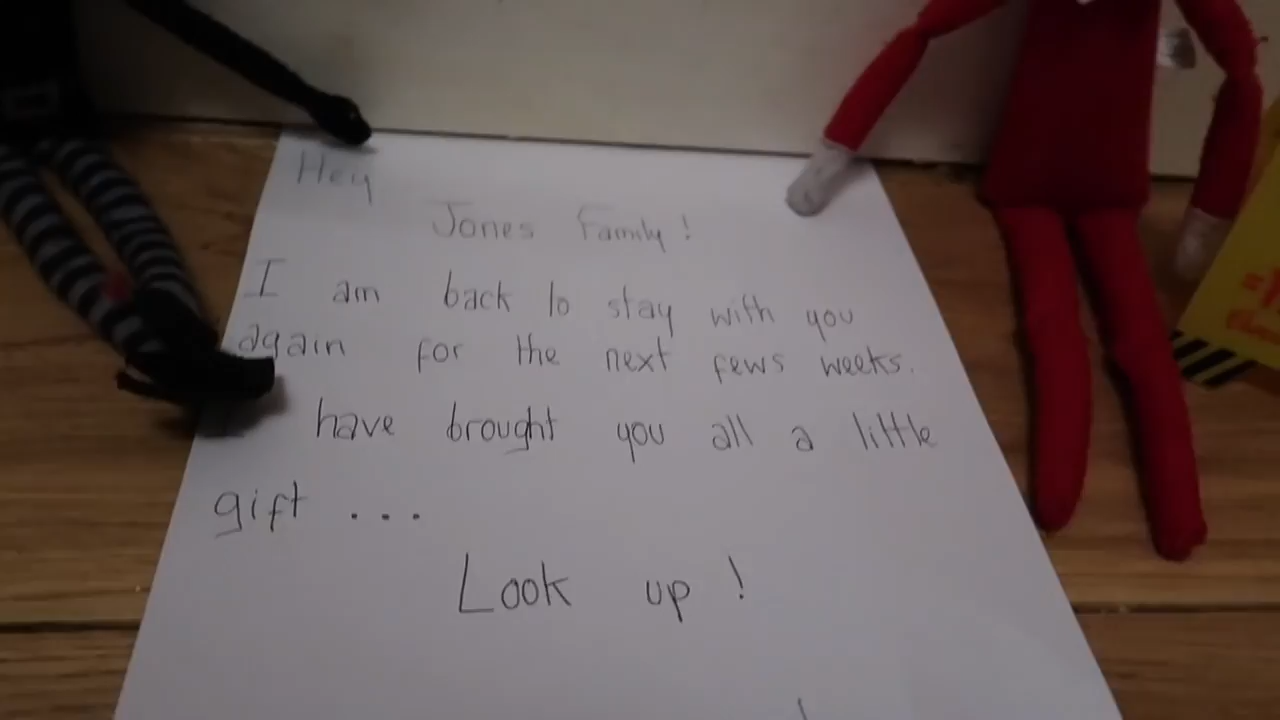 Hey
Jones Family!
I am back to stay with you
again for the next fews weeks.
have brought you all a little
gift ...
Look up!